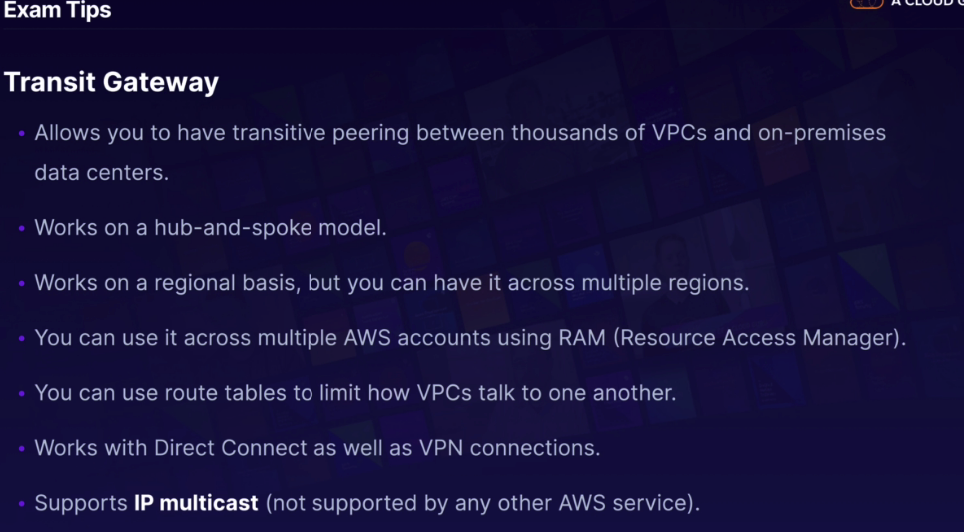 Exam Tips
A CLOUD G
Transit Gateway
• Allows you to have transitive peering between thousands of VPCs and on-premises
data centers.
• Works on a hub-and-spoke model.
• Works on a regional basis, but you can have it across multiple regions.
• You can use it across multiple AWS accounts using RAM (Resource Access Manager).
• You can use route tables to limit how VPCs talk to one another.
• Works with Direct Connect as well as VPN connections.
• Supports IP multicast (not supported by any other AWS service).